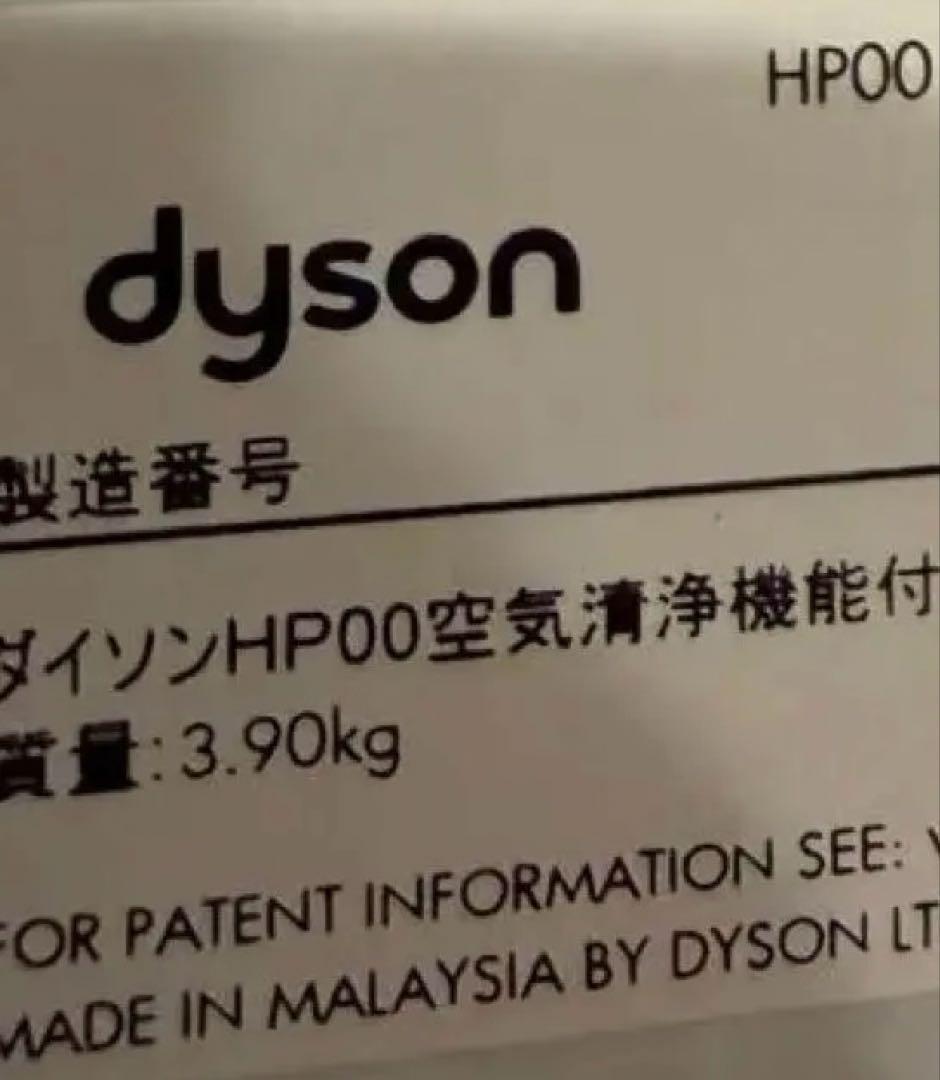 HP00
dyson
製造番号
ダイソンHP00空気清浄機能付
質量:3.90kg
FOR PATENT INFORMATION SEE:
MADE IN MALAYSIA BY DYSON LT